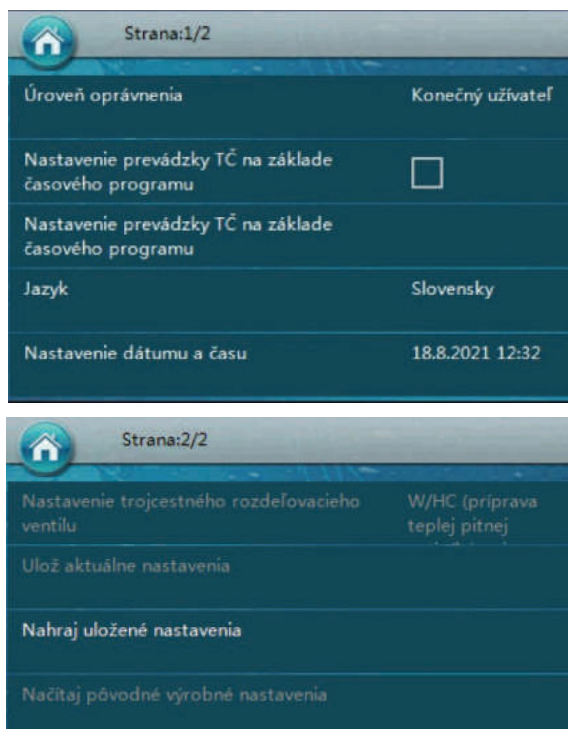 Strana:1/2
Úroveň oprávnenia Konečný užívateľ
Nastavenie prevádzky TČ na základe
časového programu
Nastavenie prevádzky TČ na základe
časového programu
Jazyk Slovensky
Nastavenie dátumu a času 18.8.2021 12:32
Strana:2/2
Nastavenie trojcestného rozdeľovacieho W/HC (príprava
ventilu teplej pitnej
Ulož aktuálne nastavenia
Nahraj uložené nastavenia
Načítaj pôvodné výrobné nastavenia